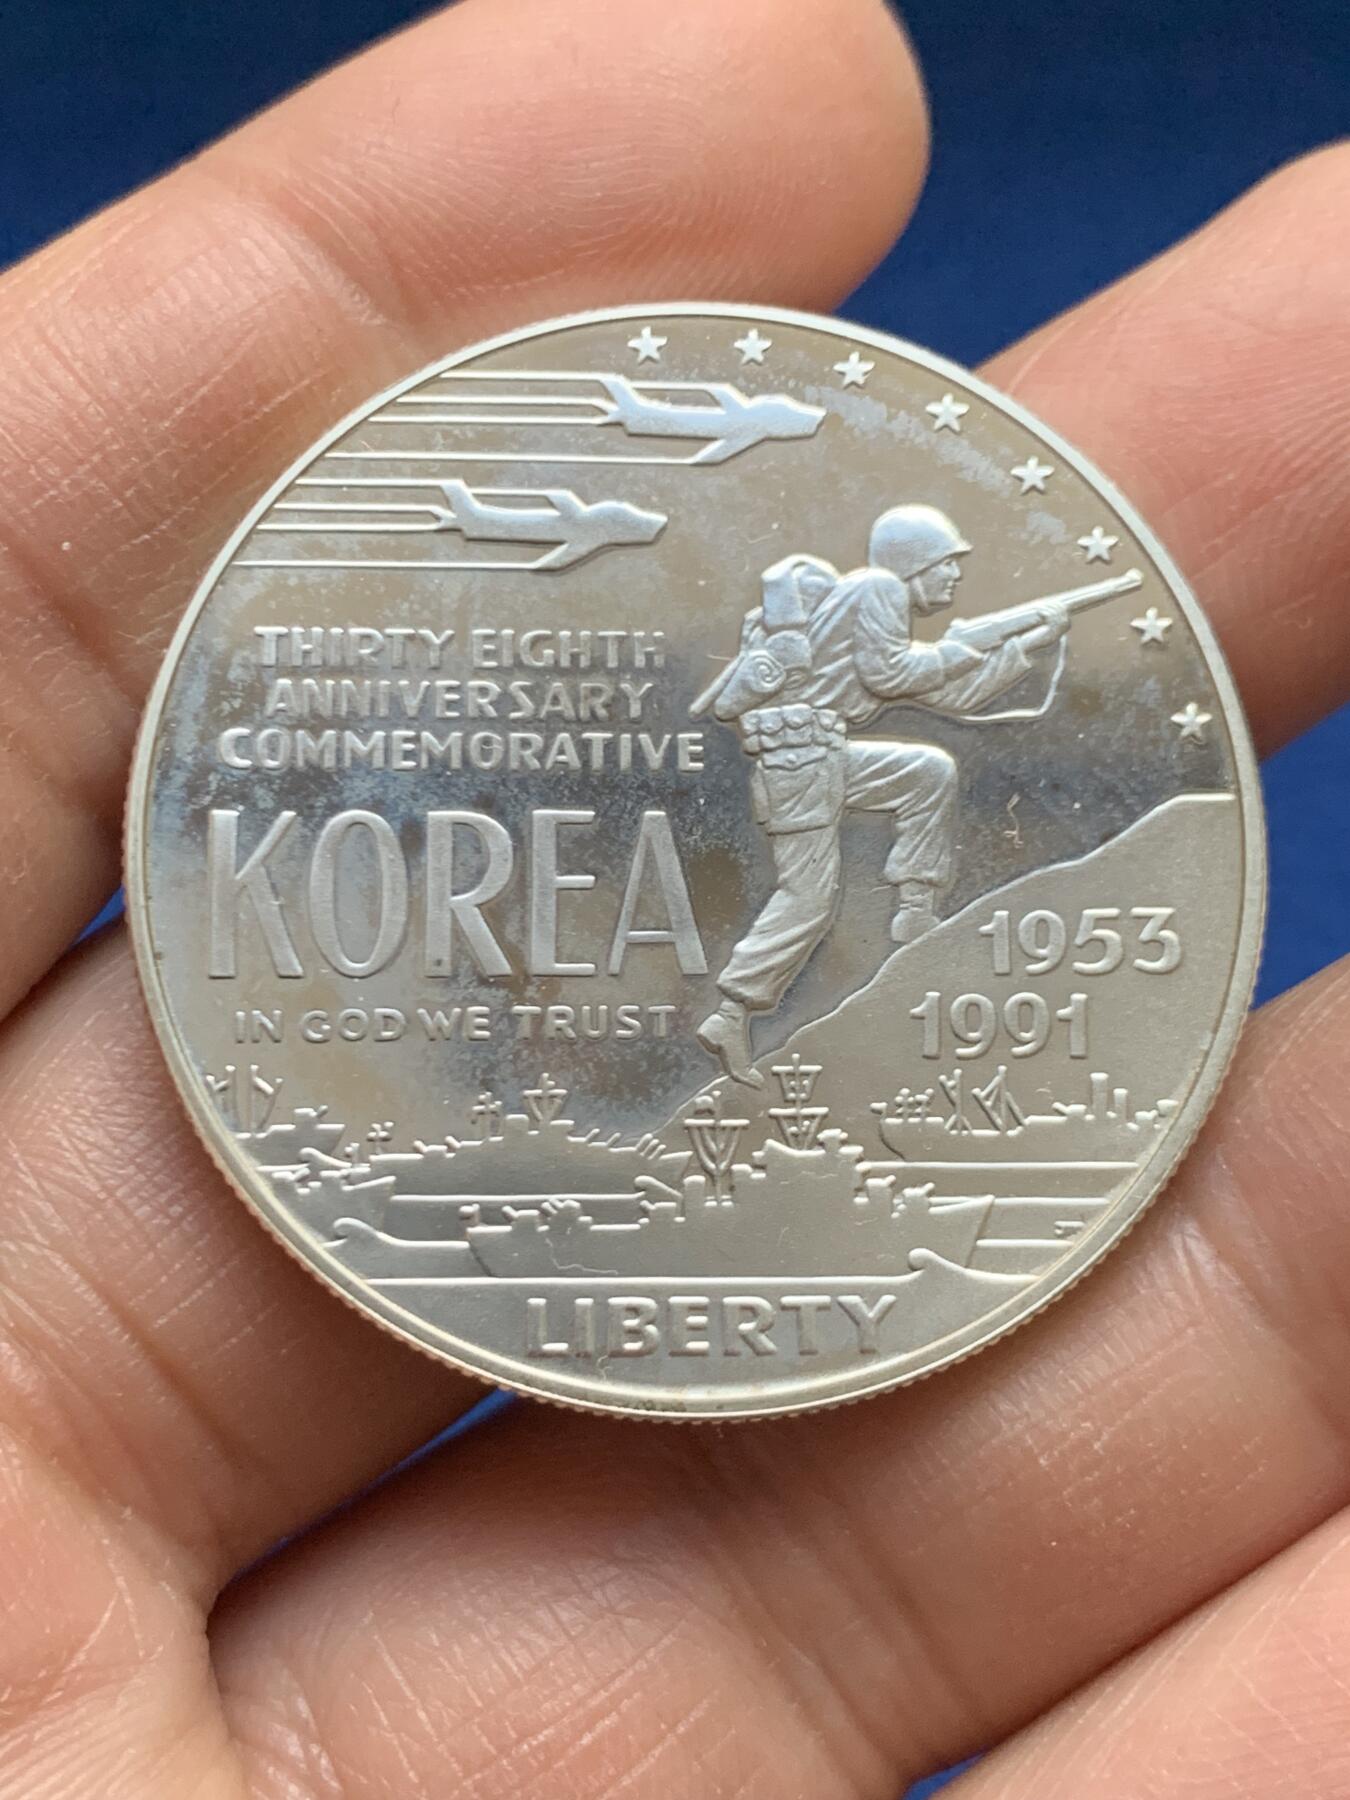 THIRTY EIGHTH
ANNIVERSARY
COMMEMORATIVE
KOREA
IN GOD WE TRUST
1953
1991
LIBERTY